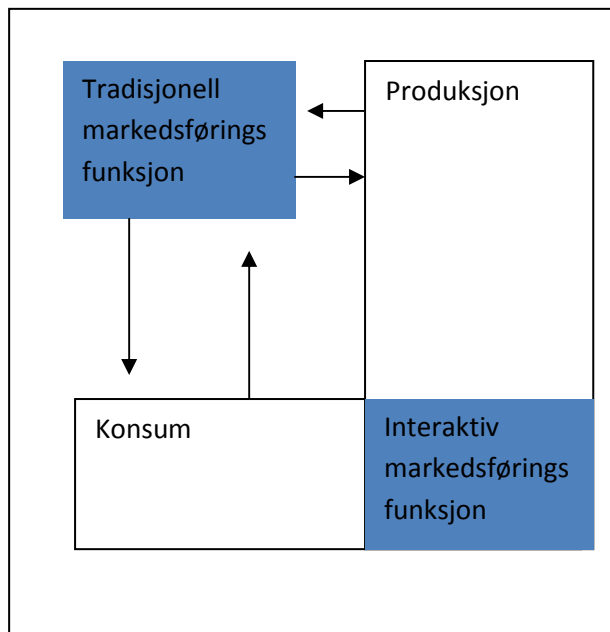 Tradisjonell
markedsførings
funksjon
Produksjon
Konsum
Interaktiv
markedsførings
funksjon